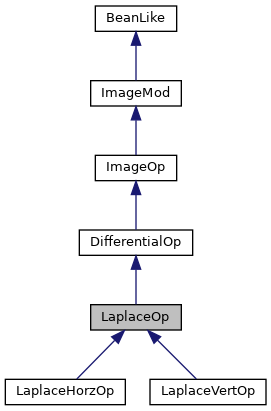 BeanLike
ImageMod
ImageOp
DifferentialOp
LaplaceOp
LaplaceHorzOp
LaplaceVertOp